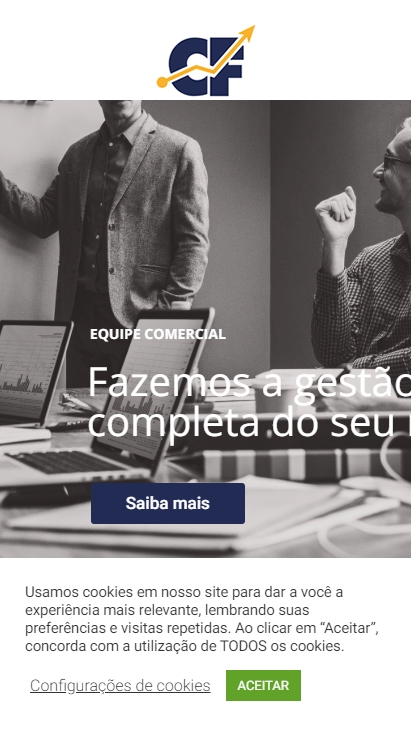 CF
EQUIPE COMERCIAL
Fazemos a gestão
completa do seu
Saiba mais
Usamos cookies em nosso site para dar a você a
experiência mais relevante, lembrando suas
preferências e visitas repetidas. Ao clicar em “Aceitar”,
concorda com a utilização de TODOS os cookies.
Configurações de cookies
ACEITAR